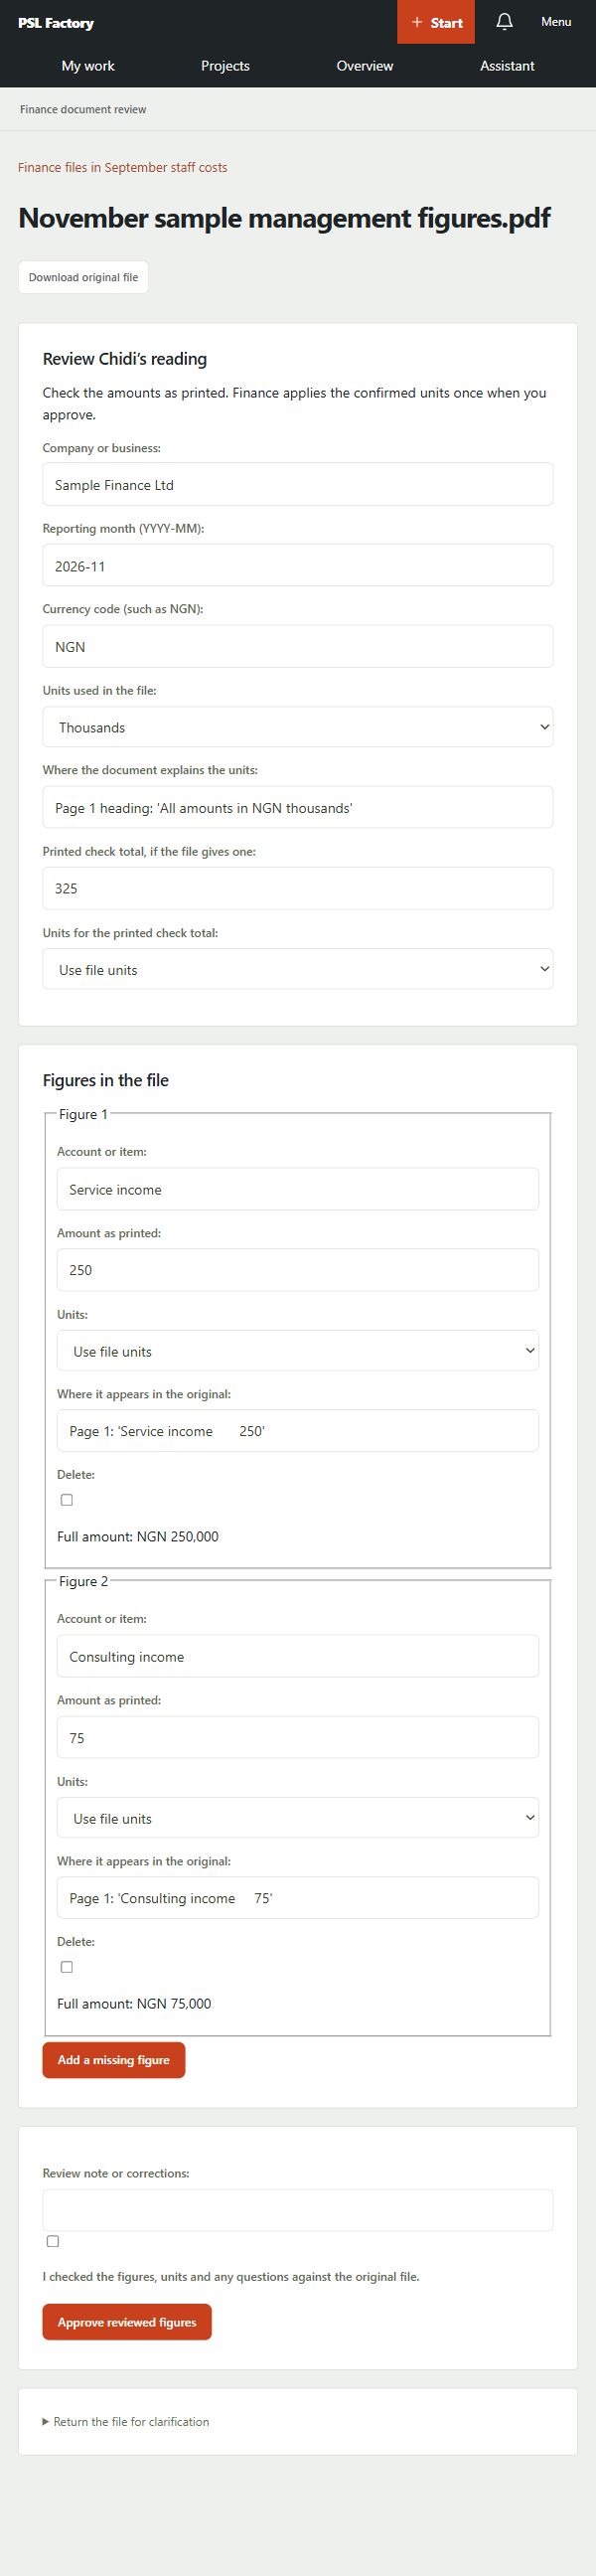 PSL Factory
+ Start
Menu
My work
Projects
Overview
Assistant
Finance document review
Finance files in September staff costs
November sample management figures.pdf
Download original file
Review Chidi's reading
Check the amounts as printed. Finance applies the confirmed units once when you
approve.
Company or business:
Sample Finance Ltd
Reporting month (YYYY-MM):
2026-11
Currency code (such as NGN):
NGN
Units used in the file:
Thousands
Where the document explains the units:
Page 1 heading: 'All amounts in NGN thousands'
Printed check total, if the file gives one:
325
Units for the printed check total:
Use file units
Figures in the file
Figure 1
Account or item:
Service income
Amount as printed:
250
Units:
Use file units
Where it appears in the original:
Page 1: 'Service income       250'
Delete:
Full amount: NGN 250,000
Figure 2
Account or item:
Consulting income
Amount as printed:
75
Units:
Use file units
Where it appears in the original:
Page 1: 'Consulting income     75'
Delete:
Full amount: NGN 75,000
Add a missing figure
Review note or corrections:
I checked the figures, units and any questions against the original file.
Approve reviewed figures
Return the file for clarification